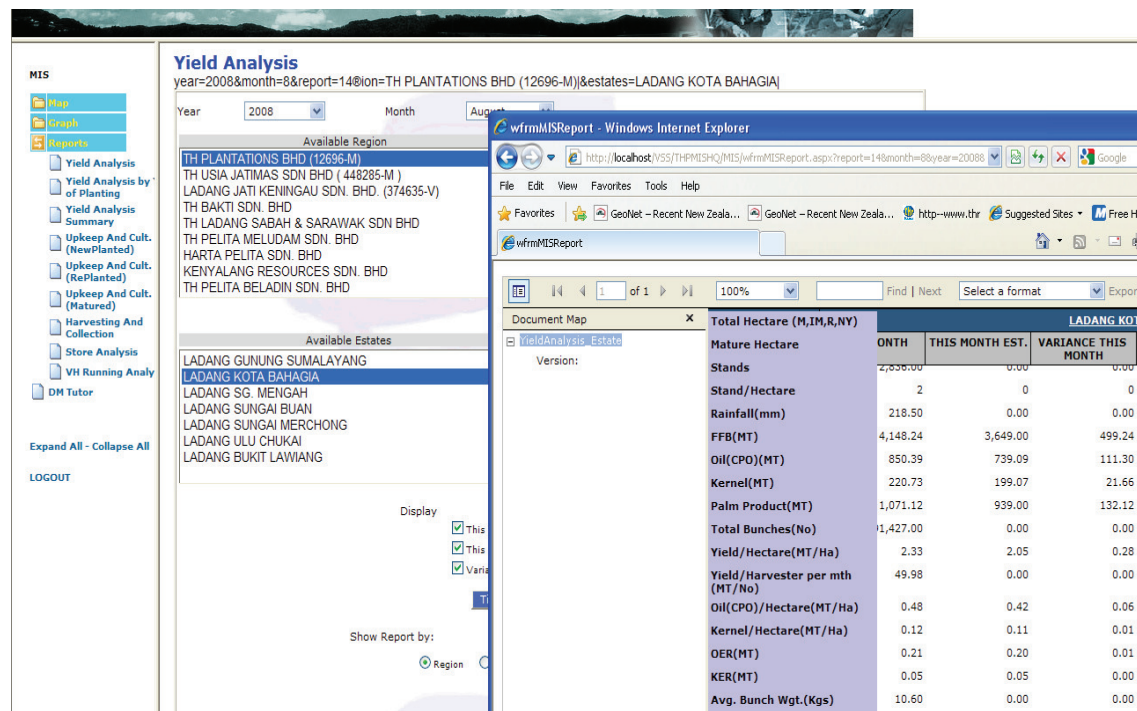 MIS
Map
Graph
Reports
Yield Analysis
Yield Analysis by
of Planting
Yield Analysis
Summary
Upkeep And Cult.
(NewPlanted)
Upkeep And Cult.
(RePlanted)
Upkeep And Cult.
(Matured)
Harvesting And
Collection
Store Analysis
VH Running Analy
DM Tutor
Expand All - Collapse All
LOGOUT
Yield Analysis
year=2008&month=8&report=14®ion=TH PLANTATIONS BHD (12696-M)|&estates=LADANG KOTA BAHAGIA|
Year 2008 Month August
Available Region
TH PLANTATIONS BHD (12696-M)
TH USIA JATIMAS SDN BHD ( 448285-M )
LADANG JATI KENINGAU SDN. BHD. (374635-V)
TH BAKTI SDN. BHD
TH LADANG SABAH & SARAWAK SDN BHD
TH PELITA MELUDAM SDN. BHD
HARTA PELITA SDN. BHD
KENYALANG RESOURCES SDN. BHD
TH PELITA BELADIN SDN. BHD
Available Estates
LADANG GUNUNG SUMALAYANG
LADANG KOTA BAHAGIA
LADANG SG. MENGAH
LADANG SUNGAI BUAN
LADANG SUNGAI MERCHONG
LADANG ULU CHUKAI
LADANG BUKIT LAWIANG
Display
This
This
Varia
Show Report by:
Region
wfrmMISReport - Windows Internet Explorer
http://localhost/VSS/THPMISHQ/MIS/wfrmMISReport.aspx?report=14&month=8&year=20088 Google
File Edit View Favorites Tools Help
Favorites GeoNet – Recent New Zeala... GeoNet – Recent New Zeala... http--www.thr Suggested Sites Free H
wfrmMISReport
1 of 1 100% Find | Next Select a format Expor
Document Map x
YieldAnalysis_Estate
Version:
LADANG KOT
ONTH THIS MONTH EST. VARIANCE THIS
MONTH
Total Hectare (M,IM,R,NY)
Mature Hectare
Stands 2,836.00 0.00 0.00
Stand/Hectare 2 0 0
Rainfall(mm) 218.50 0.00 0.00
FFB(MT) 4,148.24 3,649.00 499.24
Oil(CPO)(MT) 850.39 739.09 111.30
Kernel(MT) 220.73 199.07 21.66
Palm Product(MT) 1,071.12 939.00 132.12
Total Bunches(No) 1,427.00 0.00 0.00
Yield/Hectare(MT/Ha) 2.33 2.05 0.28
Yield/Harvester per mth
(MT/No) 49.98 0.00 0.00
Oil(CPO)/Hectare(MT/Ha) 0.48 0.42 0.06
Kernel/Hectare(MT/Ha) 0.12 0.11 0.01
OER(MT) 0.21 0.20 0.01
KER(MT) 0.05 0.05 0.00
Avg. Bunch Wgt.(Kgs) 10.60 0.00 0.00